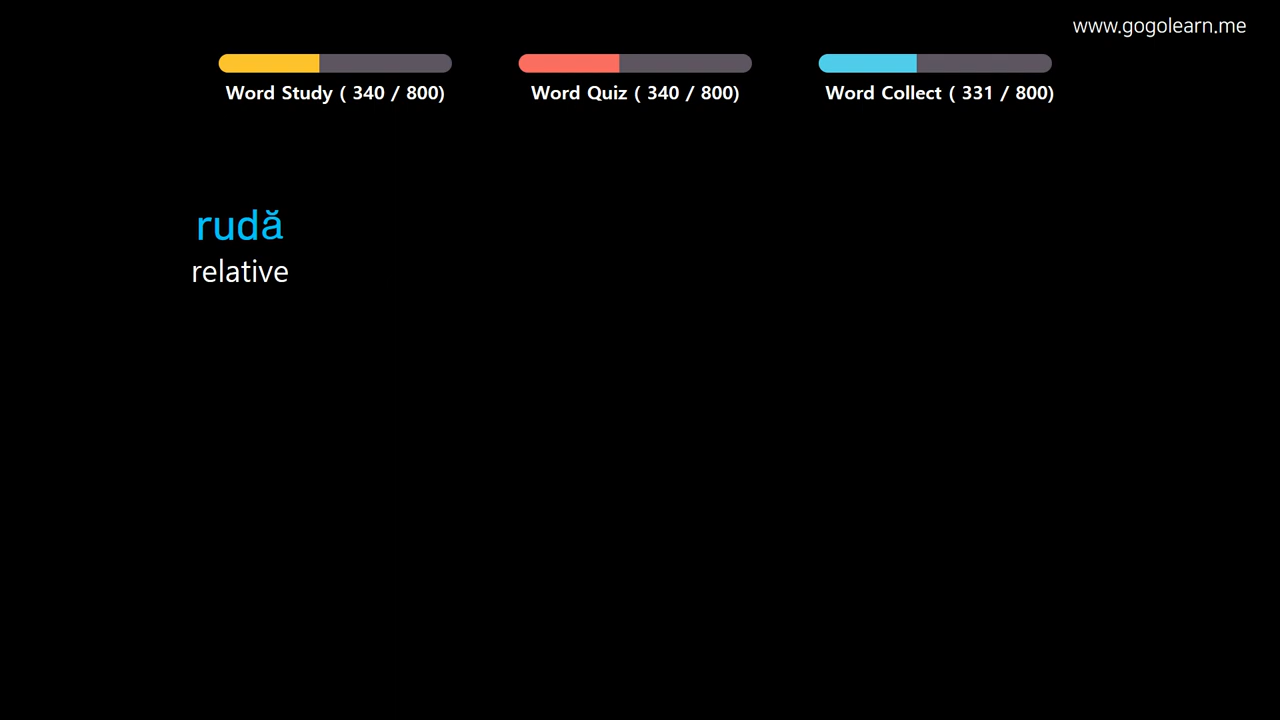 www.gogolearn.me
Word Study ( 340 / 800)
Word Quiz ( 340 / 800)
Word Collect ( 331 / 800)
rudă
relative